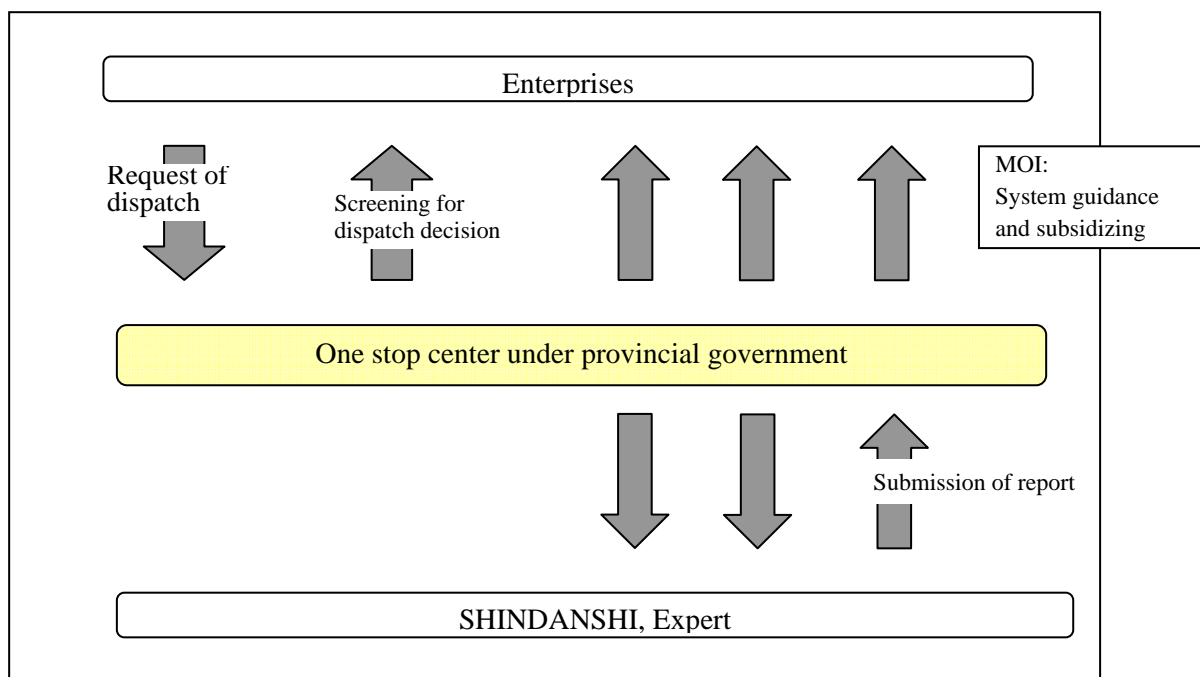 Enterprises
Request of
dispatch
Screening for
dispatch decision
MOI:
System guidance
and subsidizing
One stop center under provincial government
Submission of report
SHINDANSHI, Expert